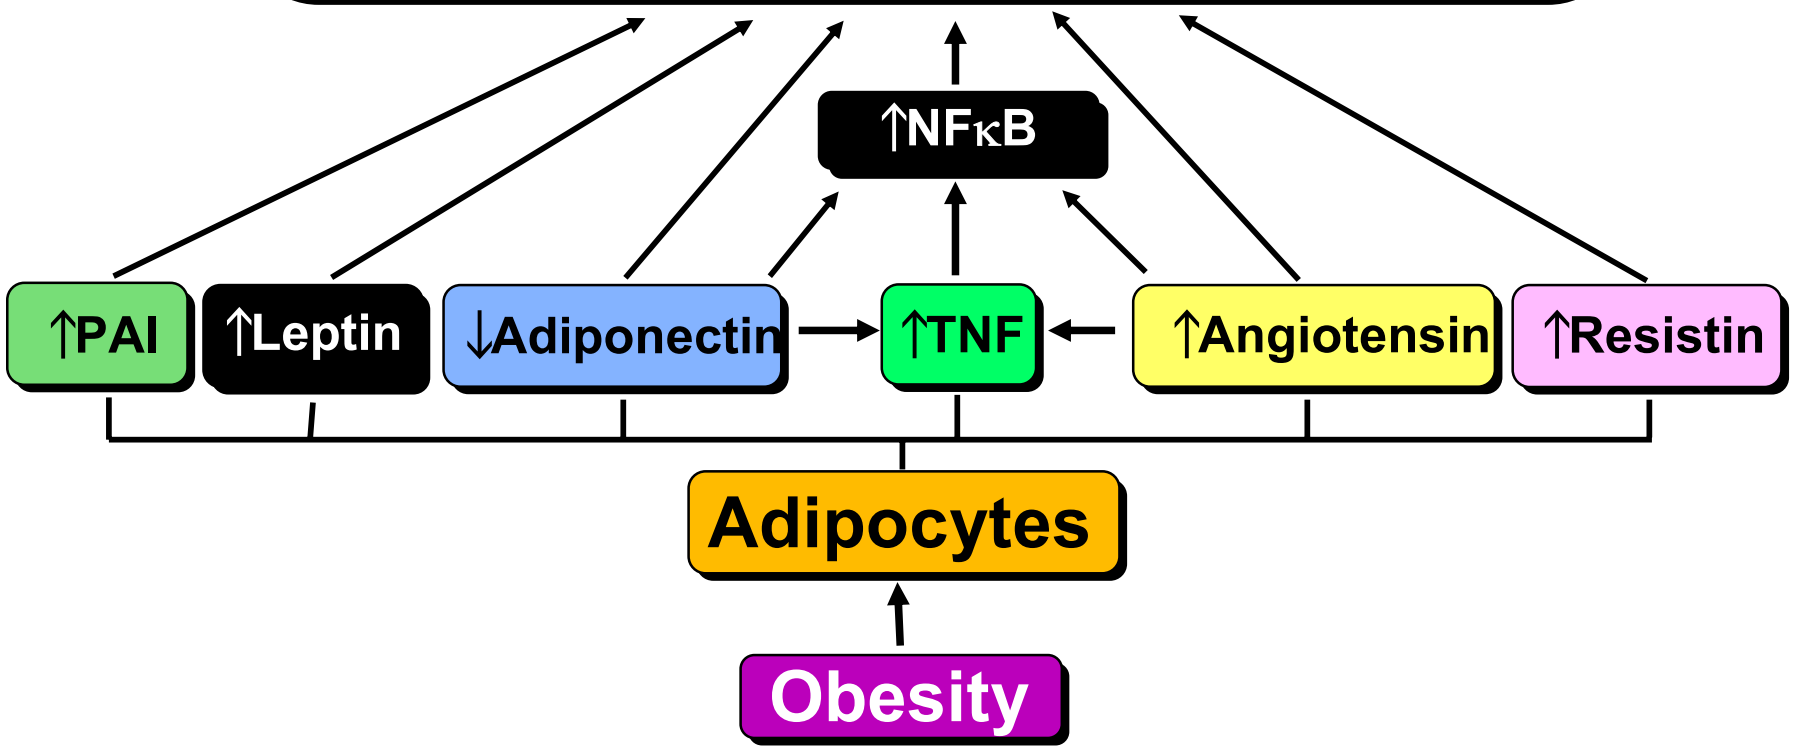 ↑NFκB
↑PAI
↑Leptin
↓Adiponectin
↑TNF
↑Angiotensin
↑Resistin
Adipocytes
Obesity